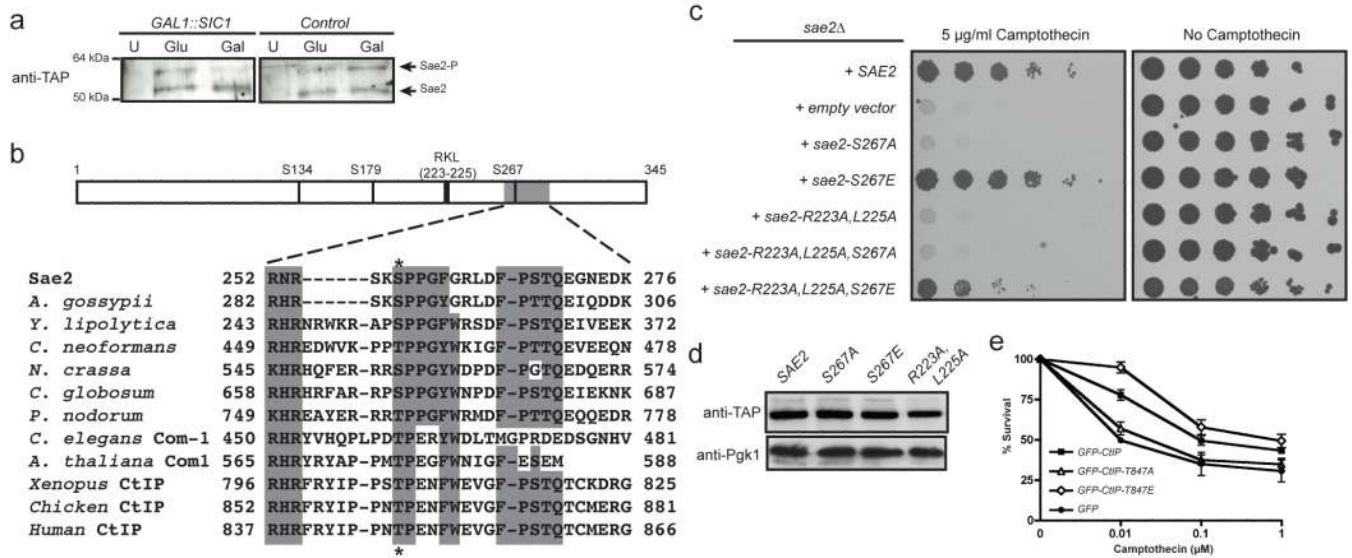 a
GAL1::SIC1 Control
U Glu Gal U Glu Gal
64 kDa
anti-TAP
50 kDa
Sae2-P
Sae2
b
1 S134 S179 RKL (223-225) S267 345
*
Sae2 252 RNR------SKSPPGFGRLDF-PSTQEGNEDK 276
A. gossypii 282 RHR------SKSPPGYGRLDF-PTTQEIQDDK 306
Y. lipolytica 243 RHRNRWKR-APSPPGYWRSDF-PSTQEIVEEK 372
C. neoformans 449 RHREDWVKR-PPTPPGYWKIGF-PTTQEVEEQN 478
N. crassa 545 KHRHQFER-RRSPPGYWDPDF-PGTQEDQERR 574
C. globosum 658 RHRHRFAR-RPSPPGYWDSDF-PSTQEIEKNK 687
P. nodorum 749 KHREAYER-RRTPPGFWRMDF-PTTQEQQEDR 778
C. elegans Com-1 450 RHRYVHQPLPDTPERYWDLTMGPRDEDSGNHV 481
A. thaliana Com1 565 RHRYRYAP-PMTPEGYWNIGF-ESEM 588
Xenopus CtIP 796 RHRFRYIP-PNTPENFWEVGF-PSTQTCKDRG 825
Chicken CtIP 852 RHRFRYIP-PSTPENFWEVGF-PSTQTCMERG 881
Human CtIP 837 RHRFRYIP-PNTPENFWEVGF-PSTQTCMERG 866
*
c
sae2Δ
5 µg/ml Camptothecin No Camptothecin
+ SAE2
+ empty vector
+ sae2-S267A
+ sae2-S267E
+ sae2-R223A,L225A
+ sae2-R223A,L225A,S267A
+ sae2-R223A,L225A,S267E
d
SAE2 S267A S267E R223A, L225A
anti-TAP
anti-Pgk1
e
% Survival
100
75
50
25
0
GFP-CtIP
GFP-CtIP-T847A
GFP-CtIP-T847E
GFP
0 0.01 0.1 1
Camptothecin (µM)